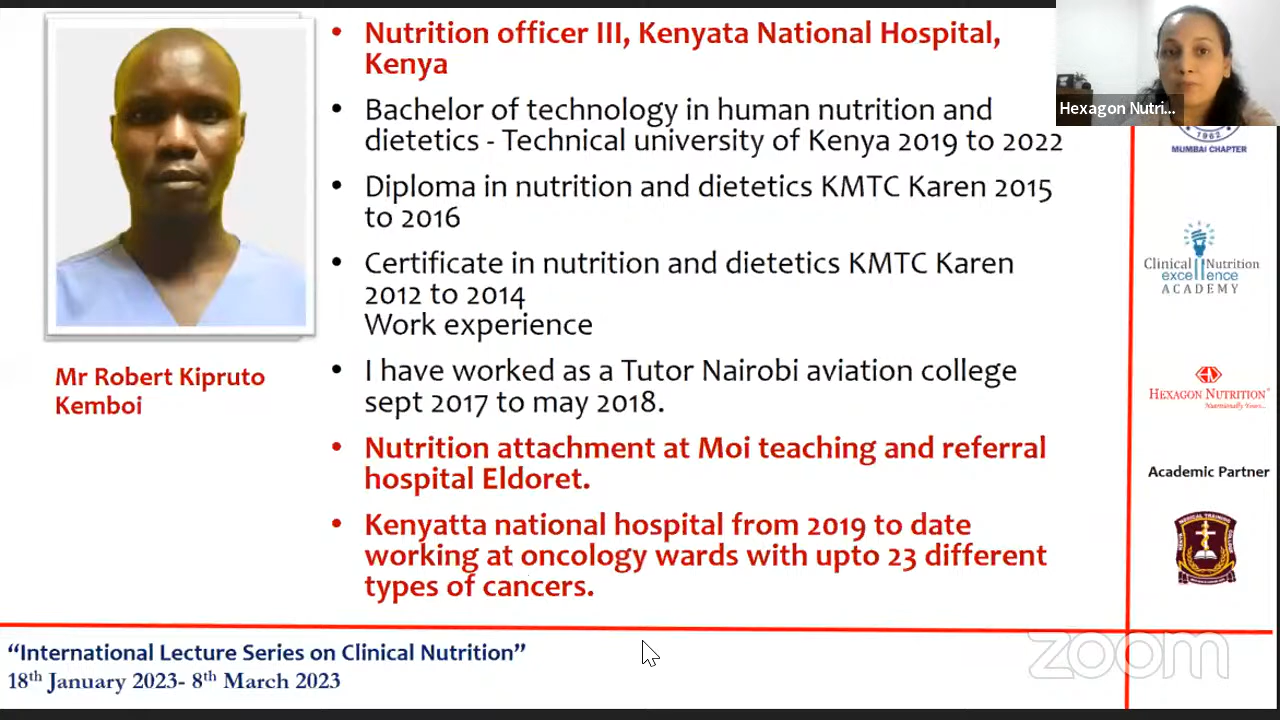 • Nutrition officer III, Kenyata National Hospital,
Kenya
• Bachelor of technology in human nutrition and
dietetics - Technical university of Kenya 2019 to 2022
• Diploma in nutrition and dietetics KMTC Karen 2015
to 2016
• Certificate in nutrition and dietetics KMTC Karen
2012 to 2014
Work experience
• I have worked as a Tutor Nairobi aviation college
sept 2017 to may 2018.
• Nutrition attachment at Moi teaching and referral
hospital Eldoret.
• Kenyatta national hospital from 2019 to date
working at oncology wards with upto 23 different
types of cancers.
Mr Robert Kipruto
Kemboi
Hexagon Nutri...
1962
MUMBAI CHAPTER
Clinical Nutrition
excellence
ACADEMY
HEXAGON NUTRITION®
Nutritionally Yours...
Academic Partner
MEDICAL TRAINING
“International Lecture Series on Clinical Nutrition”
18th January 2023- 8th March 2023
zoom